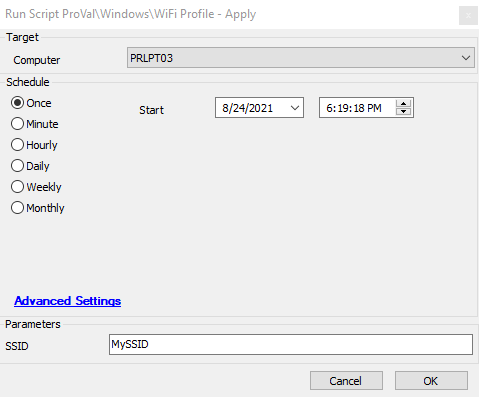 Run Script ProVal\Windows\WiFi Profile - Apply
Target
Computer PRLPT03
Schedule
Once Start 8/24/2021 6:19:18 PM
Minute
Hourly
Daily
Weekly
Monthly
Advanced Settings
Parameters
SSID MySSID
Cancel OK